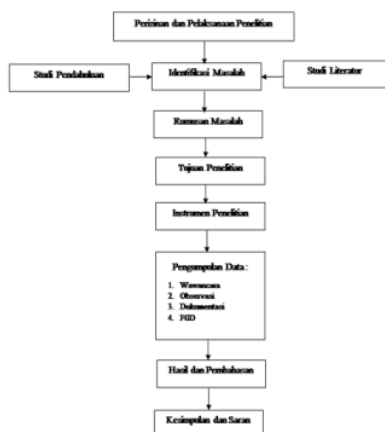 Perizinan dan Pelaksanaan Penelitian
Studi Pendahuluan
Identifikasi Masalah
Studi Literatur
Rumusan Masalah
Tujuan Penelitian
Instrumen Penelitian
Pengumpulan Data :
1. Wawancara
2. Observasi
3. Dokumentasi
4. FGD
Hasil dan Pembahasan
Kesimpulan dan Saran